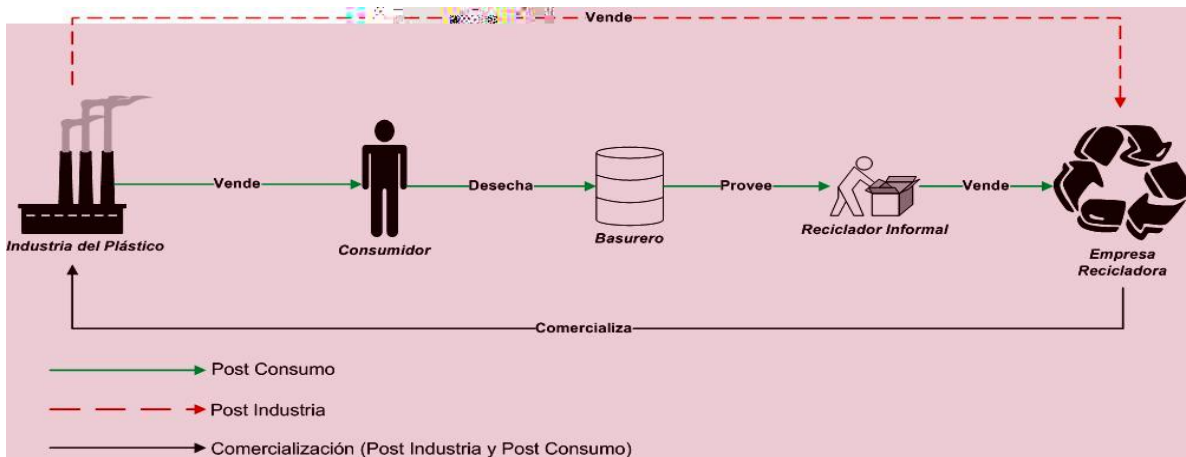 Vende
Vende
Desecha
Provee
Vende
Industria del Plástico
Consumidor
Basurero
Reciclador Informal
Empresa
Recicladora
Comercializa
Post Consumo
Post Industria
Comercialización (Post Industria y Post Consumo)